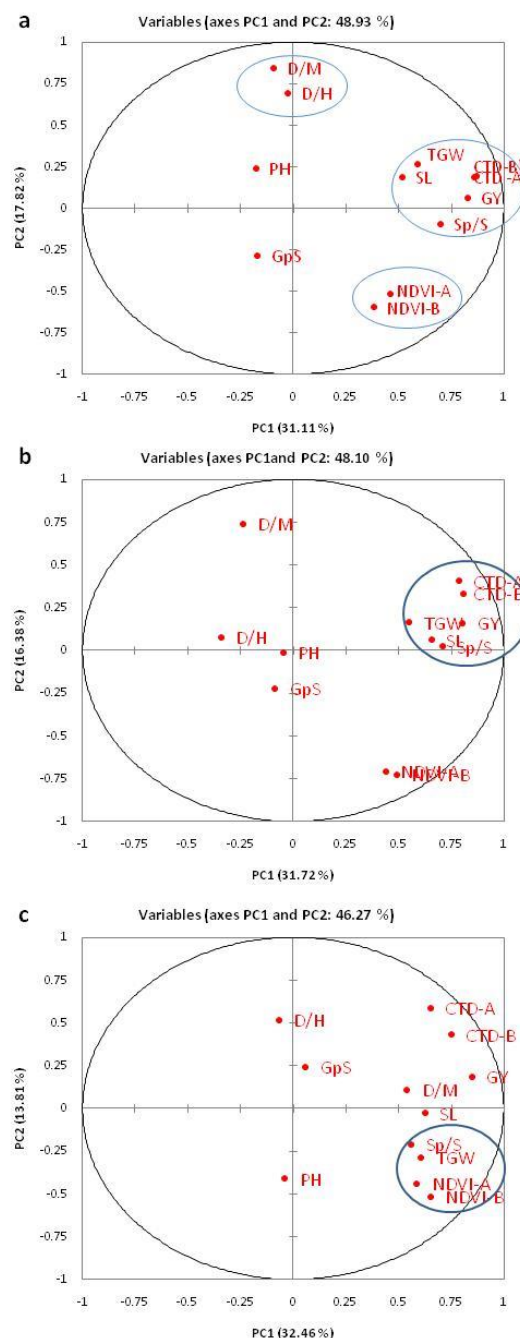 a
Variables (axes PC1 and PC2: 48.93 %)
PC2 (17.82 %)
1
0.75
0.5
0.25
0
-0.25
-0.5
-0.75
-1
D/M
D/H
PH
TGW
CTD-B
SL
CTD-A
GY
Sp/S
GpS
NDVI-A
NDVI-B
-1 -0.75 -0.5 -0.25 0 0.25 0.5 0.75 1
PC1 (31.11 %)
b
Variables (axes PC1and PC2: 48.10 %)
PC2 (16.38 %)
1
0.75
0.5
0.25
0
-0.25
-0.5
-0.75
-1
D/M
CTD-A
CTD-B
TGW GY
D/H
SL
Sp/S
PH
GpS
NDVI-A
NDVI-B
-1 -0.75 -0.5 -0.25 0 0.25 0.5 0.75 1
PC1 (31.72 %)
c
Variables (axes PC1 and PC2: 46.27 %)
PC2 (13.81 %)
1
0.75
0.5
0.25
0
-0.25
-0.5
-0.75
-1
CTD-A
D/H
CTD-B
GpS
GY
D/M
SL
Sp/S
TGW
PH
NDVI-A
NDVI-B
-1 -0.75 -0.5 -0.25 0 0.25 0.5 0.75 1
PC1 (32.46 %)